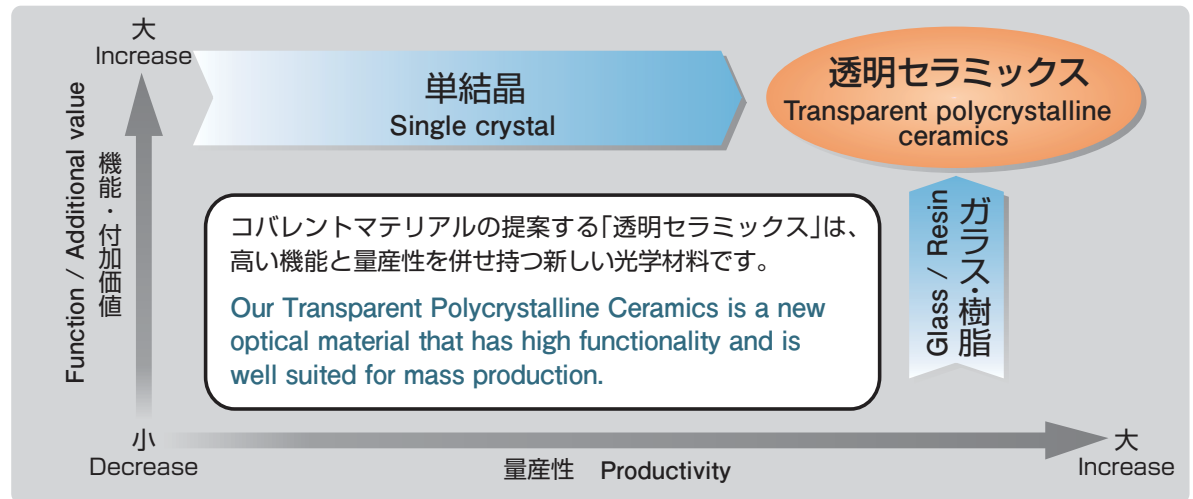 大
Increase
単結晶
Single crystal
透明セラミックス
Transparent polycrystalline
ceramics
Function / Additional value
機能・付加価値
コバレントマテリアルの提案する「透明セラミックス」は、
高い機能と量産性を併せ持つ新しい光学材料です。
Our Transparent Polycrystalline Ceramics is a new
optical material that has high functionality and is
well suited for mass production.
Glass / Resin
ガラス・樹脂
小
Decrease
量産性 Productivity
大
Increase